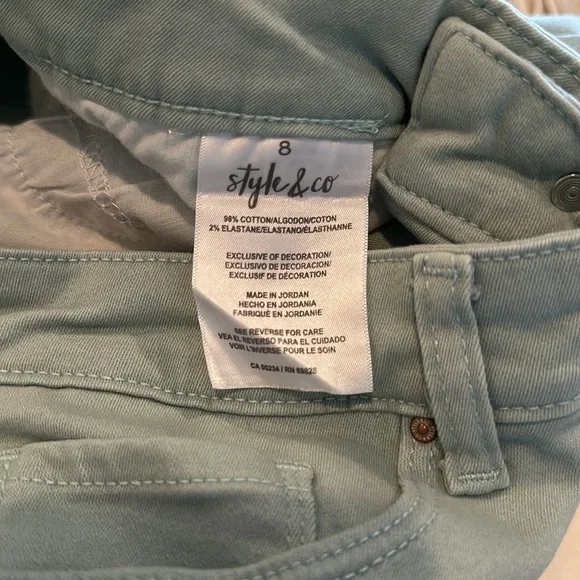 8
style & co
98% COTTON/ALGODON/COTON
2% ELASTANE/ELASTANO/ÉLASTHANNE
EXCLUSIVE OF DECORATION/
EXCLUSIVO DE DECORACION/
EXCLUSIF DE DÉCORATION
MADE IN JORDAN
HECHO EN JORDANIA
FABRIQUÉ EN JORDANIE
SEE REVERSE FOR CARE
VEA EL REVERSO PARA EL CUIDADO
VOIR L'INVERSE POUR LE SOIN
CA 00234 / RN 89828